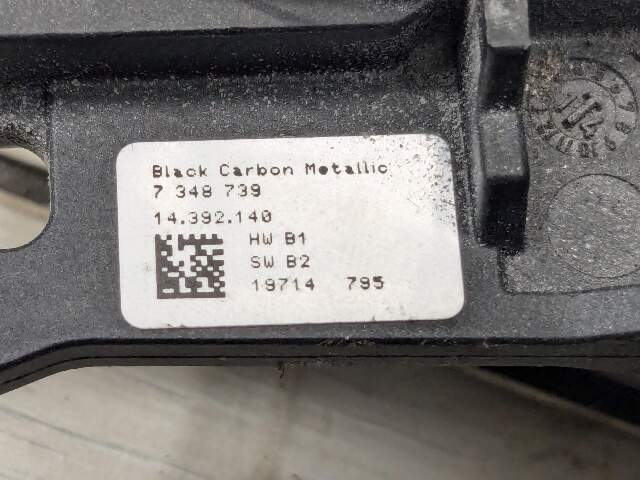 Black Carbon Metallic
7 348 739
14.392.140
HW B1
SW B2
19714 795